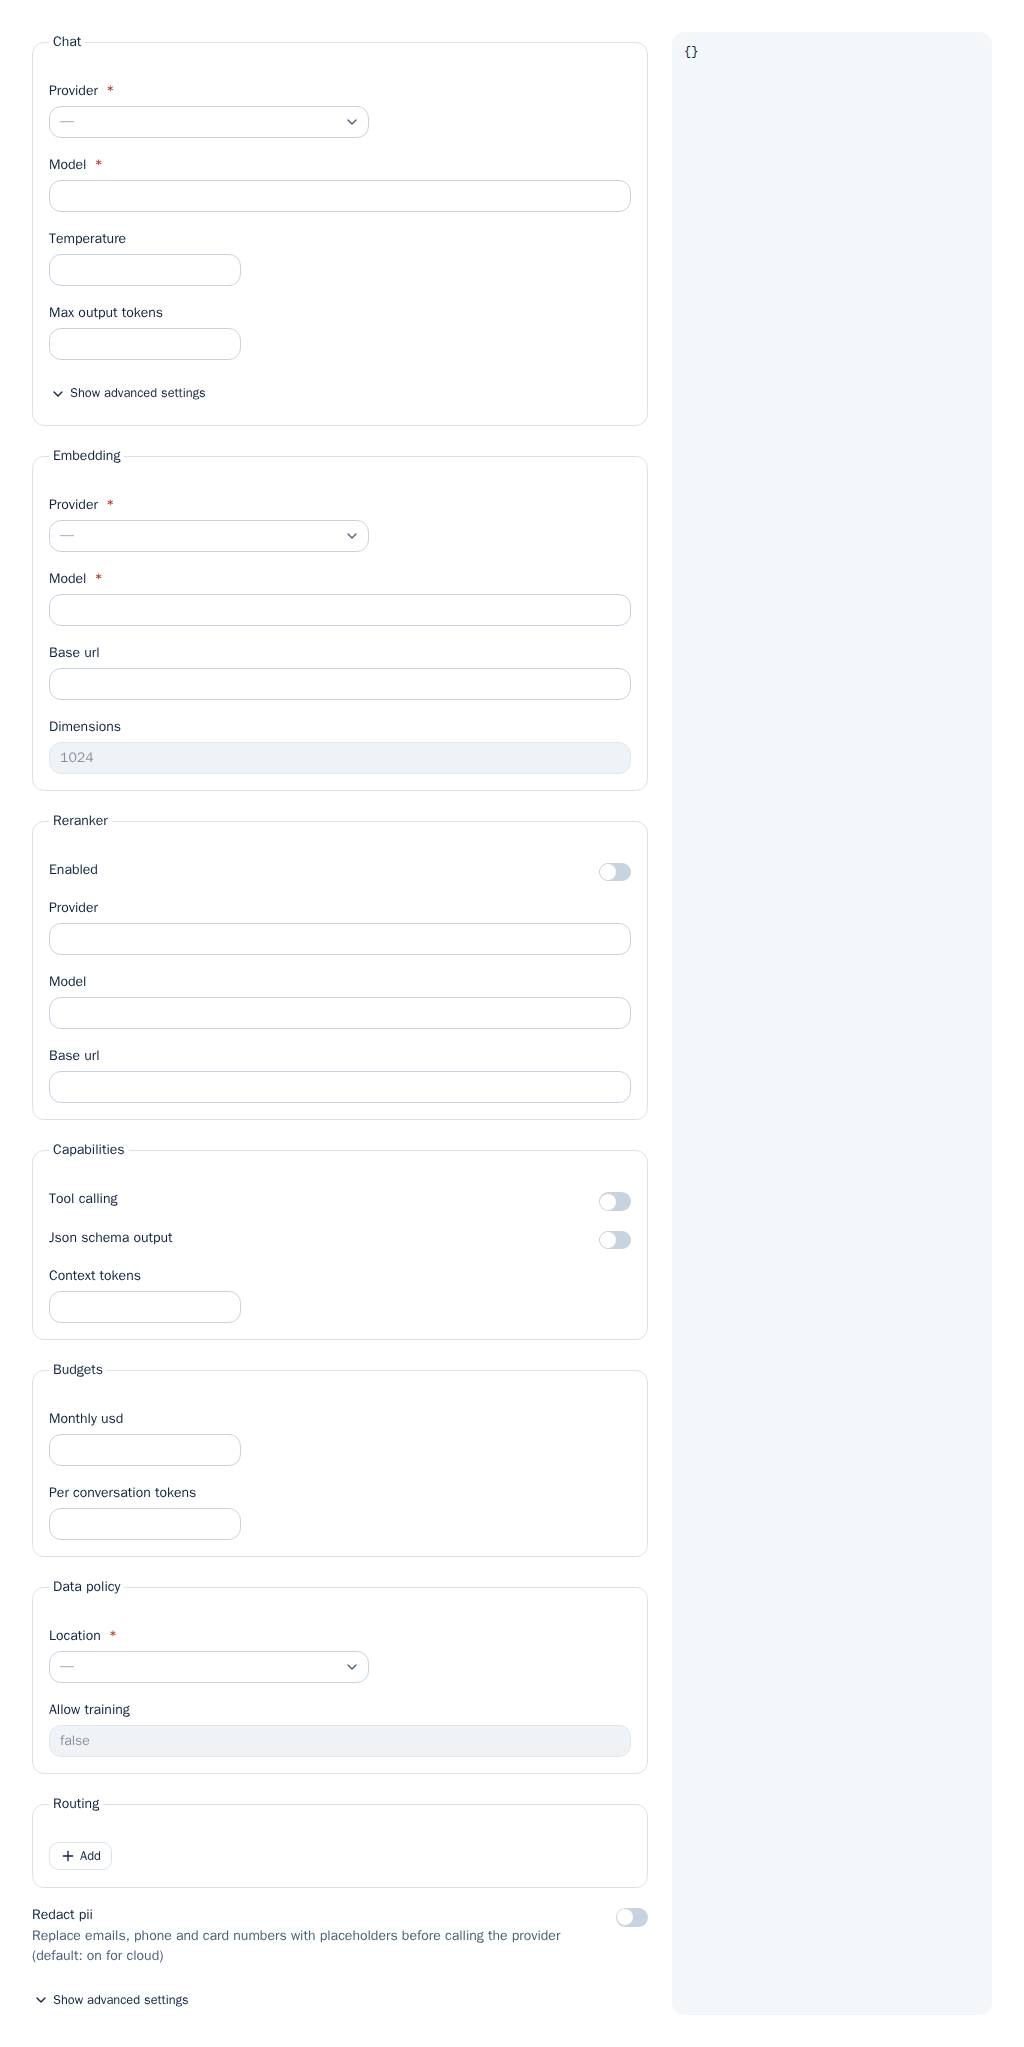 Chat
Provider *
—
Model *
Temperature
Max output tokens
Show advanced settings
Embedding
Provider *
—
Model *
Base url
Dimensions
1024
Reranker
Enabled
Provider
Model
Base url
Capabilities
Tool calling
Json schema output
Context tokens
Budgets
Monthly usd
Per conversation tokens
Data policy
Location *
—
Allow training
false
Routing
Add
Redact pii
Replace emails, phone and card numbers with placeholders before calling the provider
(default: on for cloud)
Show advanced settings
{}